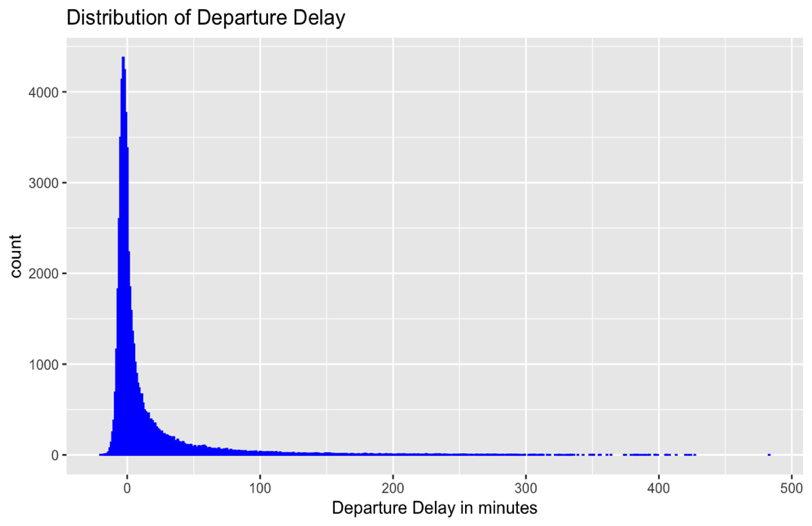 Distribution of Departure Delay
4000
3000
2000
1000
0
count
0 100 200 300 400 500
Departure Delay in minutes